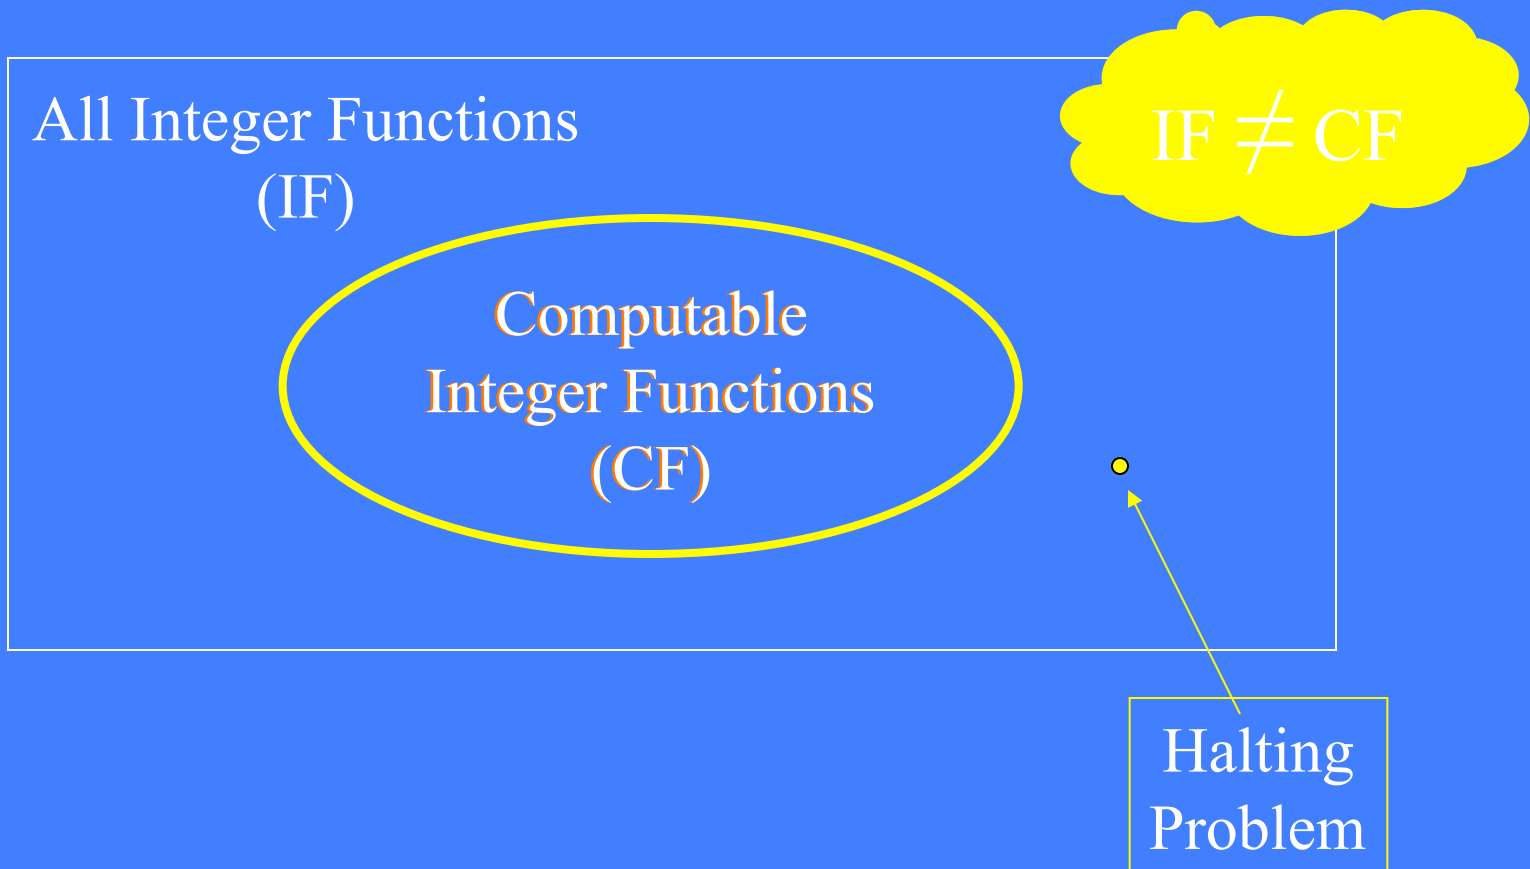 All Integer Functions
(IF)
IF ≠ CF
Computable
Integer Functions
(CF)
Halting
Problem